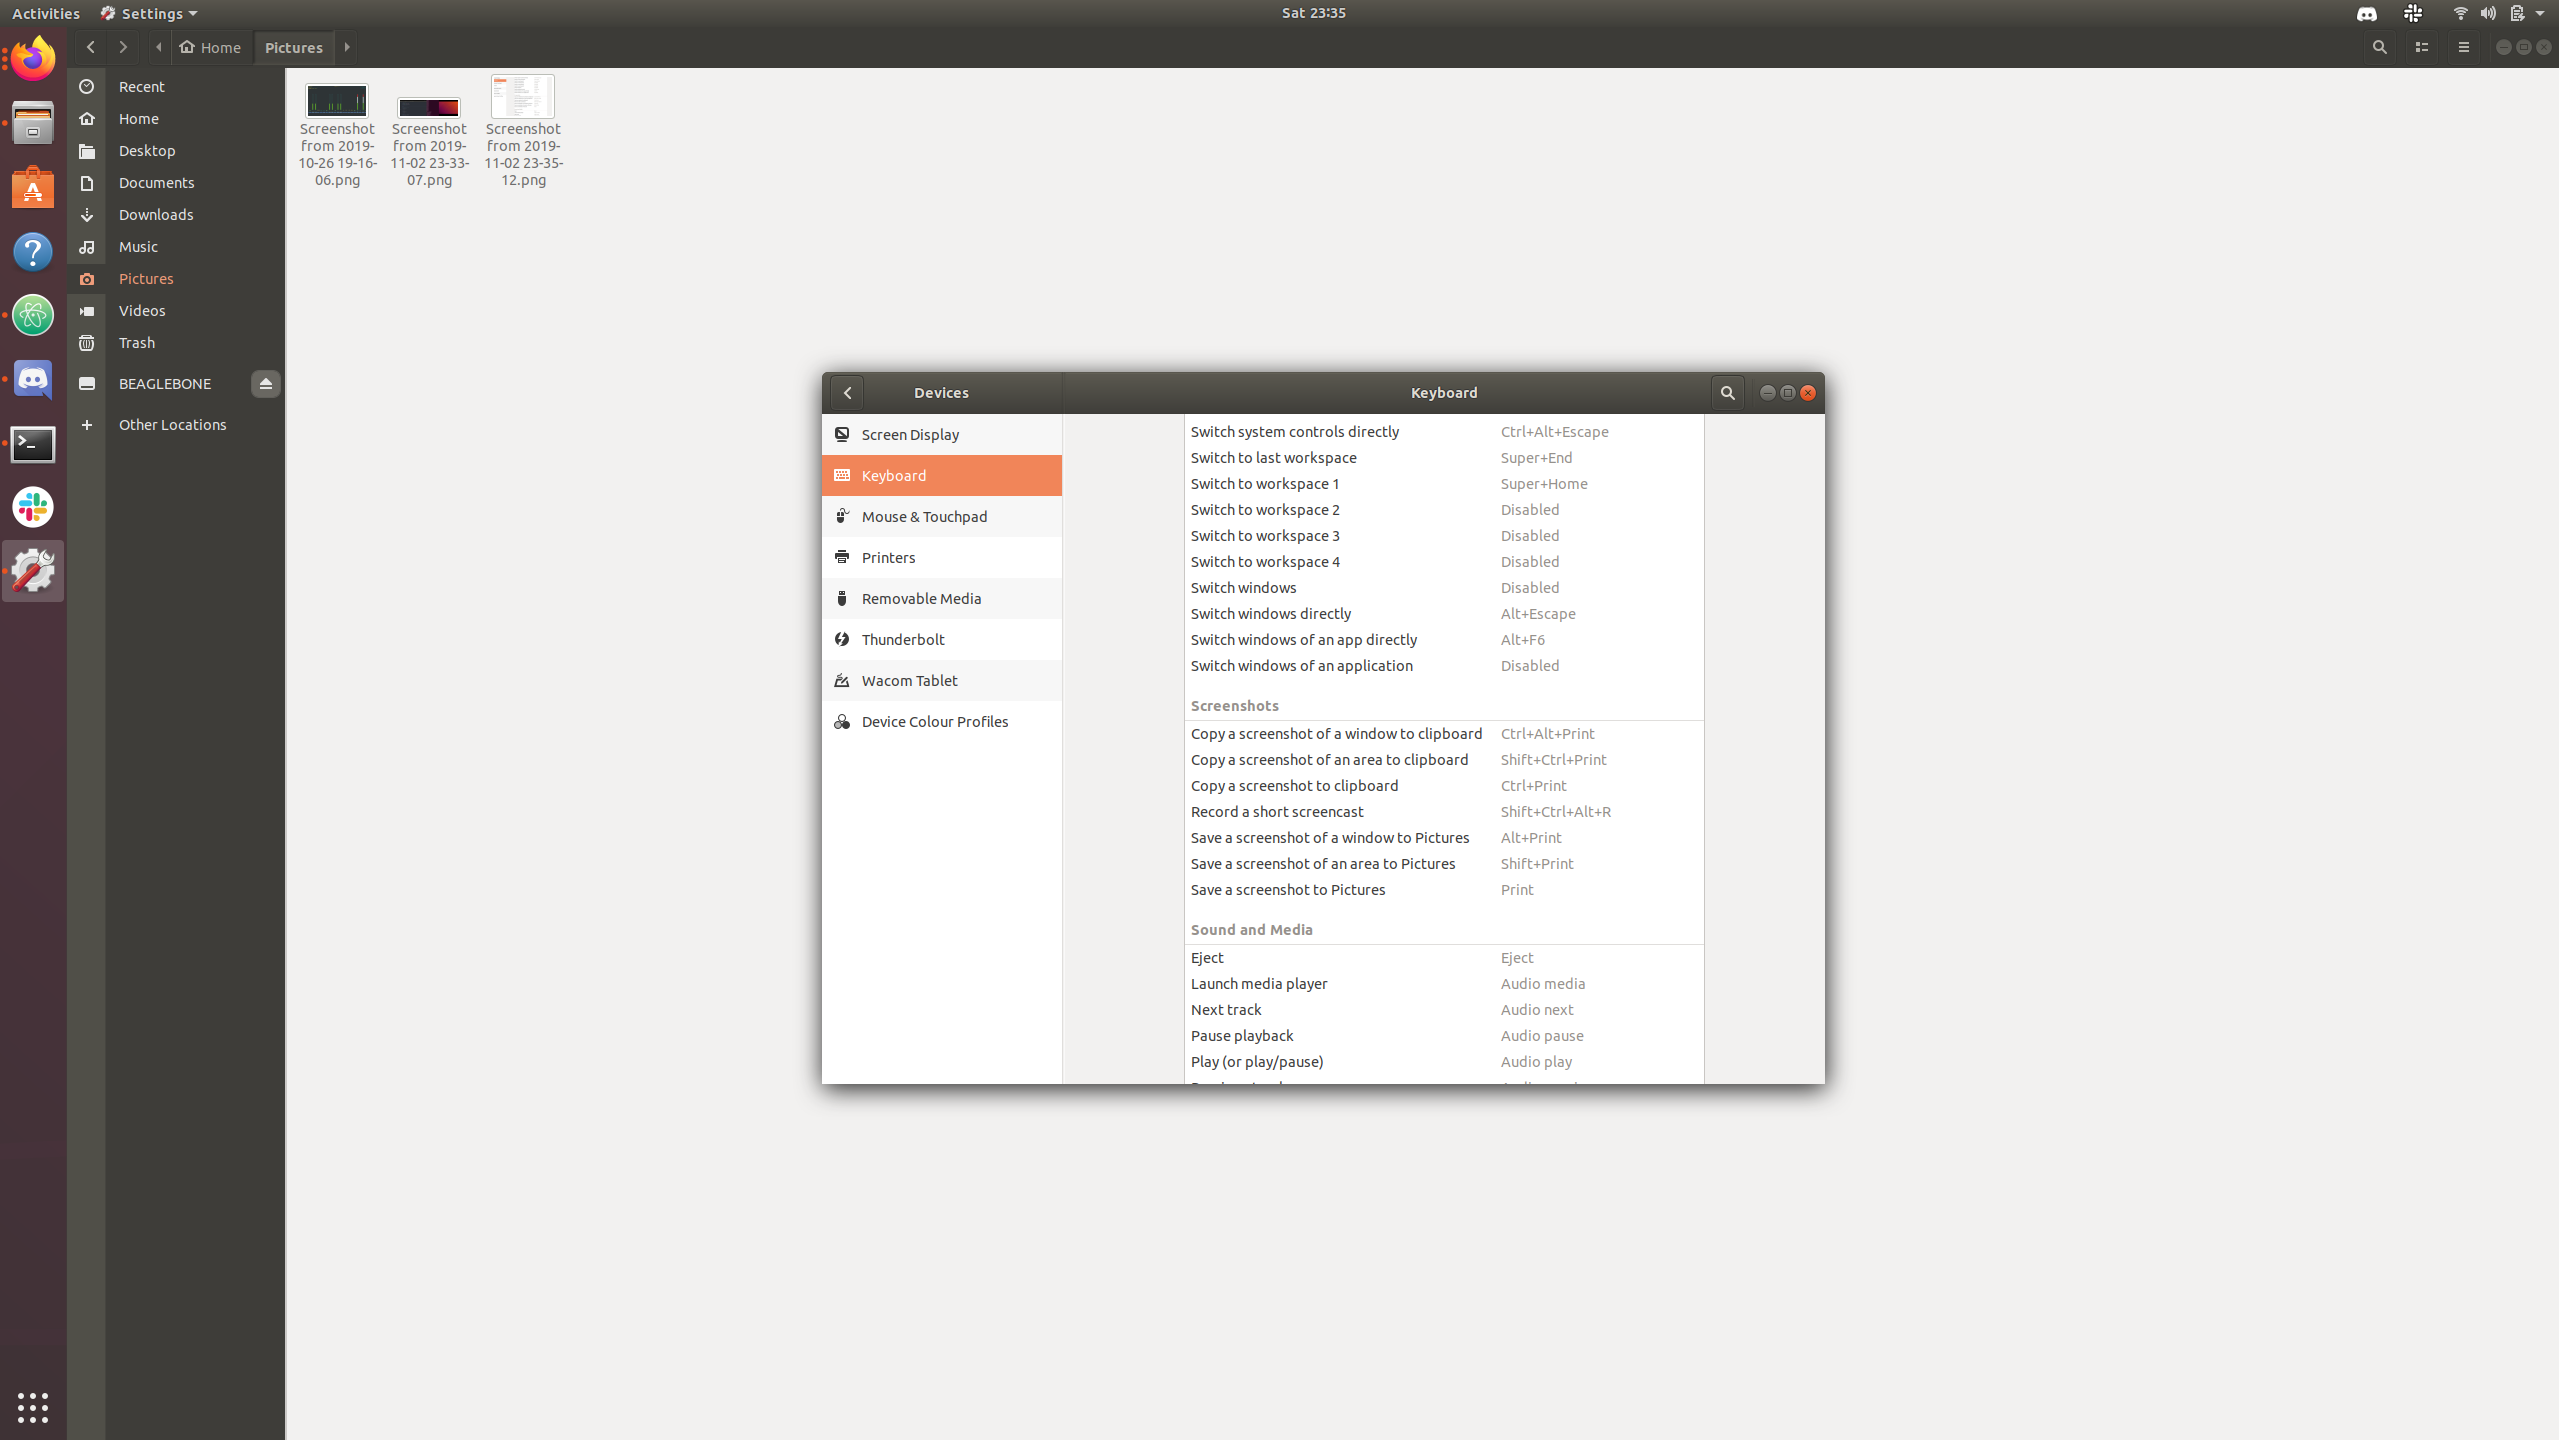 Activities
Settings
Sat 23:35
Home
Pictures
Recent
Home
Desktop
Documents
Downloads
Music
Pictures
Videos
Trash
BEAGLEBONE
Other Locations
Screenshot
from 2019-
10-26 19-16-
06.png
Screenshot
from 2019-
11-02 23-33-
07.png
Screenshot
from 2019-
11-02 23-35-
12.png
Devices
Keyboard
Screen Display
Keyboard
Mouse & Touchpad
Printers
Removable Media
Thunderbolt
Wacom Tablet
Device Colour Profiles
Switch system controls directly Ctrl+Alt+Escape
Switch to last workspace Super+End
Switch to workspace 1 Super+Home
Switch to workspace 2 Disabled
Switch to workspace 3 Disabled
Switch to workspace 4 Disabled
Switch windows Disabled
Switch windows directly Alt+Escape
Switch windows of an app directly Alt+F6
Switch windows of an application Disabled
Screenshots
Copy a screenshot of a window to clipboard Ctrl+Alt+Print
Copy a screenshot of an area to clipboard Shift+Ctrl+Print
Copy a screenshot to clipboard Ctrl+Print
Record a short screencast Shift+Ctrl+Alt+R
Save a screenshot of a window to Pictures Alt+Print
Save a screenshot of an area to Pictures Shift+Print
Save a screenshot to Pictures Print
Sound and Media
Eject Eject
Launch media player Audio media
Next track Audio next
Pause playback Audio pause
Play (or play/pause) Audio play